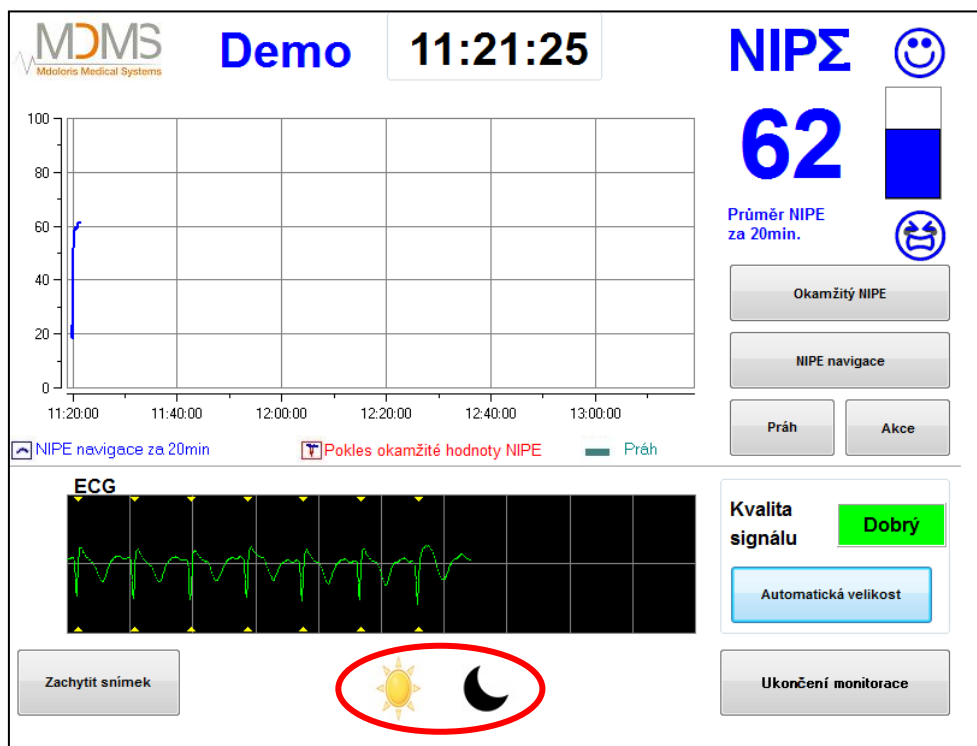 MDMS
Mdoloris Medical Systems
Demo
11:21:25
NIPΣ
62
Průměr NIPE
za 20min.
100
80
60
40
20
0
11:20:00 11:40:00 12:00:00 12:20:00 12:40:00 13:00:00
NIPE navigace za 20min
Pokles okamžité hodnoty NIPE
Práh
Okamžitý NIPE
NIPE navigace
Práh
Akce
ECG
Kvalita
signálu
Dobrý
Automatická velikost
Zachytit snímek
Ukončení monitorace